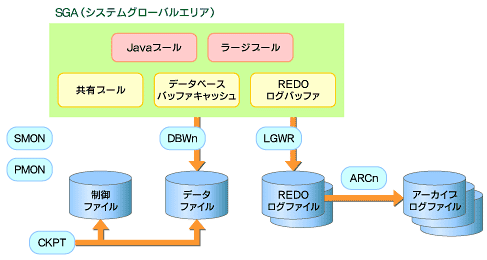 SGA(システムグローバルエリア)
Javaプール
ラージプール
共有プール
データベース
バッファキャッシュ
REDO
ログバッファ
SMON
DBWn
LGWR
PMON
ARCn
制御
ファイル
データ
ファイル
REDO
ログファイル
アーカイブ
ログファイル
CKPT